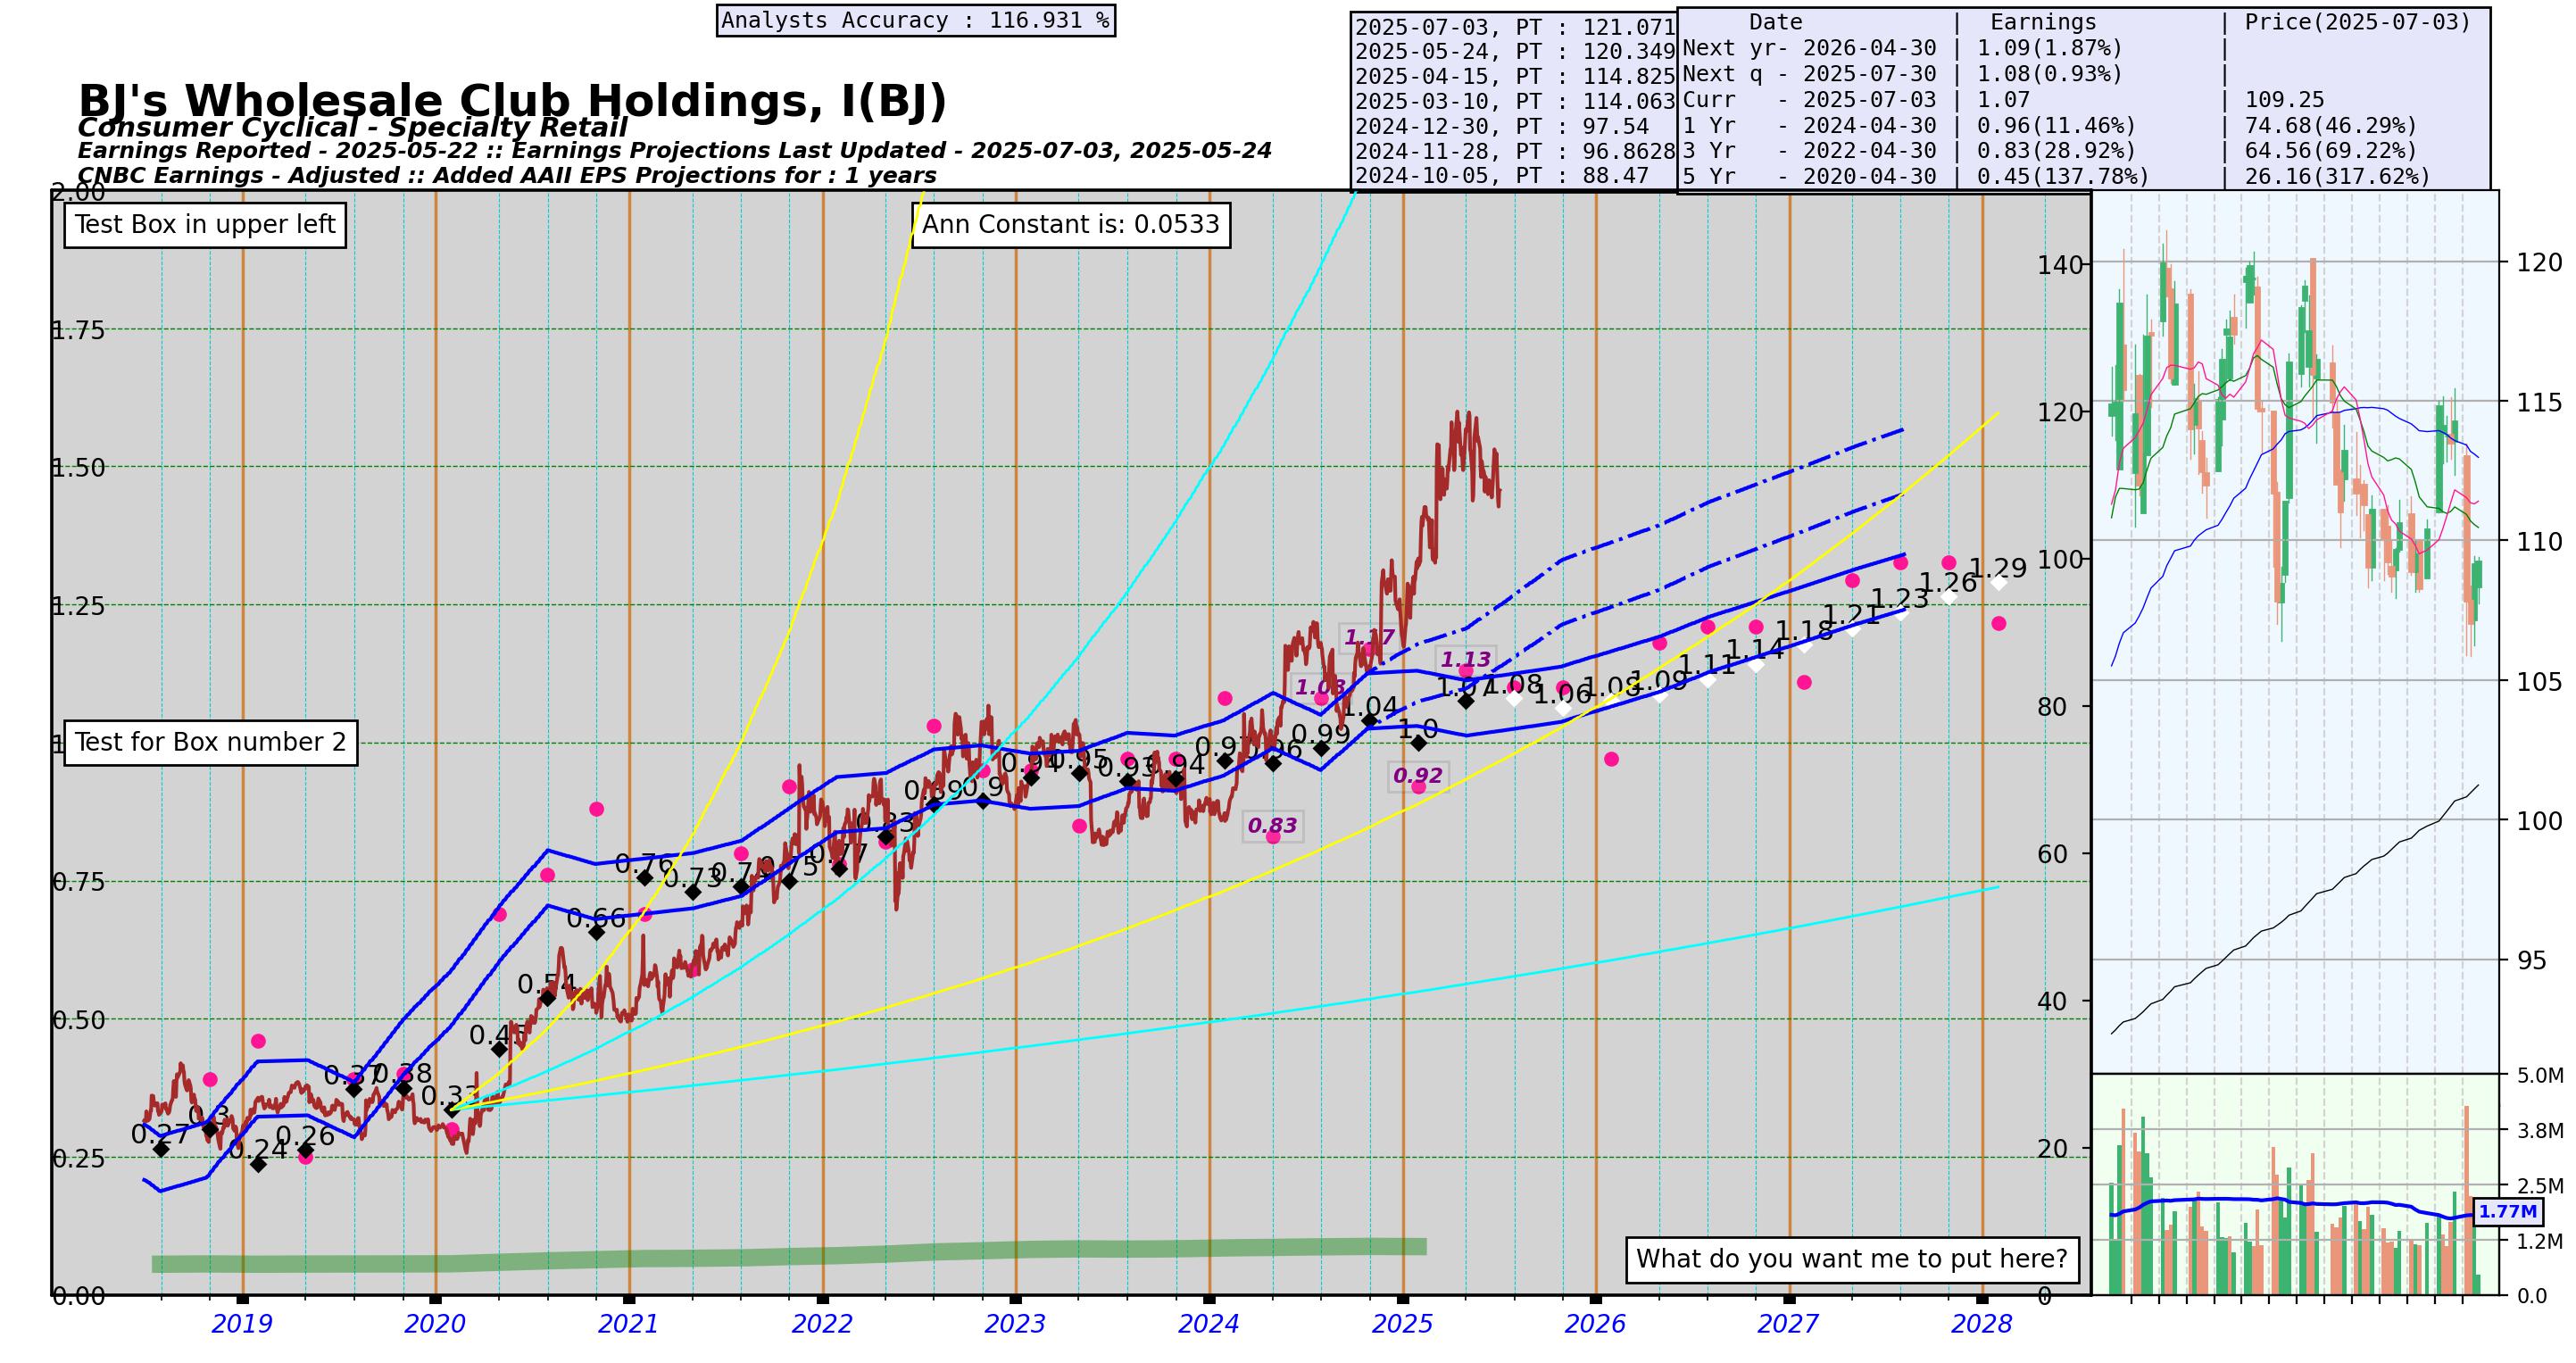 Analysts Accuracy : 116.931 %
BJ's Wholesale Club Holdings, I(BJ)
Consumer Cyclical - Specialty Retail
Earnings Reported - 2025-05-22 :: Earnings Projections Last Updated - 2025-07-03, 2025-05-24
CNBC Earnings - Adjusted :: Added AAII EPS Projections for : 1 years
2025-07-03, PT : 121.071
2025-05-24, PT : 120.349
2025-04-15, PT : 114.825
2025-03-10, PT : 114.063
2024-12-30, PT : 97.54
2024-11-28, PT : 96.8628
2024-10-05, PT : 88.47
Date | Earnings | Price(2025-07-03)
Next yr- 2026-04-30 | 1.09(1.87%) |
Next q - 2025-07-30 | 1.08(0.93%) |
Curr - 2025-07-03 | 1.07 | 109.25
1 Yr - 2024-04-30 | 0.96(11.46%) | 74.68(46.29%)
3 Yr - 2022-04-30 | 0.83(28.92%) | 64.56(69.22%)
5 Yr - 2020-04-30 | 0.45(137.78%) | 26.16(317.62%)
Test Box in upper left
Ann Constant is: 0.0533
Test for Box number 2
What do you want me to put here?
2.00
1.75
1.50
1.25
0.75
0.50
0.25
0.00
0.27
0.3
0.24
0.26
0.37
0.38
0.33
0.45
0.54
0.66
0.76
0.73
0.75
0.77
0.83
0.89
0.9
0.94
0.95
0.93
0.94
0.97
0.96
0.99
1.04
1.0
1.07
1.08
1.06
1.08
1.09
1.11
1.14
1.18
1.21
1.23
1.26
1.29
0.83
1.08
1.17
0.92
1.13
140
120
100
80
60
40
20
0
120
115
110
105
100
95
5.0M
3.8M
2.5M
1.77M
1.2M
0.0
2019
2020
2021
2022
2023
2024
2025
2026
2027
2028